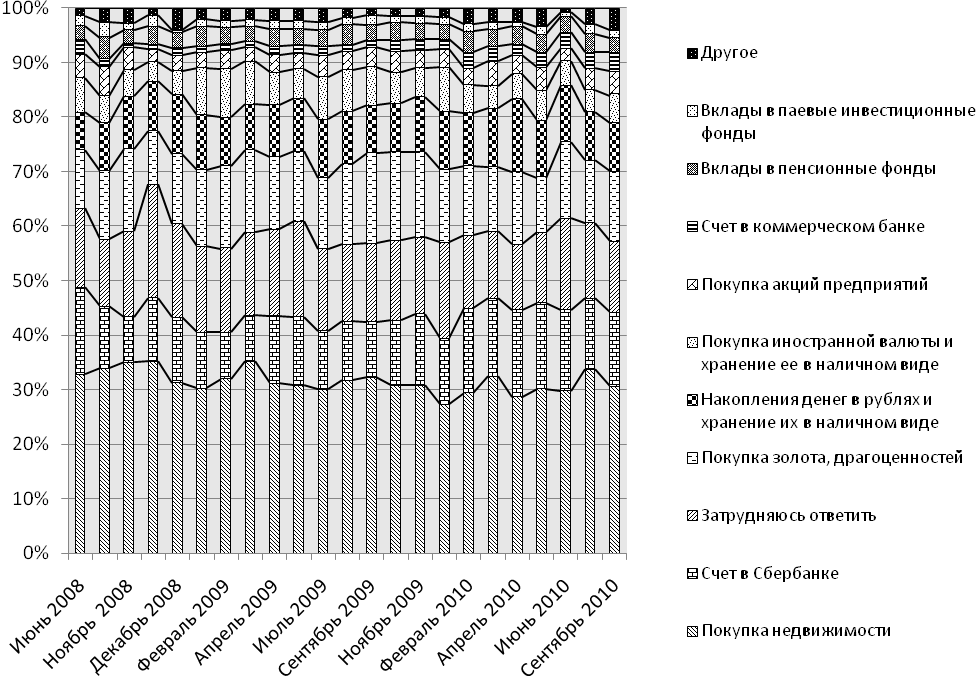 100%
90%
80%
70%
60%
50%
40%
30%
20%
10%
0%
Июнь 2008
Ноябрь 2008
Декабрь 2008
Февраль 2009
Апрель 2009
Июль 2009
Сентябрь 2009
Ноябрь 2009
Февраль 2010
Апрель 2010
Июнь 2010
Сентябрь 2010
Другое
Вклады в паевые инвестиционные
фонды
Вклады в пенсионные фонды
Счет в коммерческом банке
Покупка акций предприятий
Покупка иностранной валюты и
хранение ее в наличном виде
Накопления денег в рублях и
хранение их в наличном виде
Покупка золота, драгоценностей
Затрудняюсь ответить
Счет в Сбербанке
Покупка недвижимости